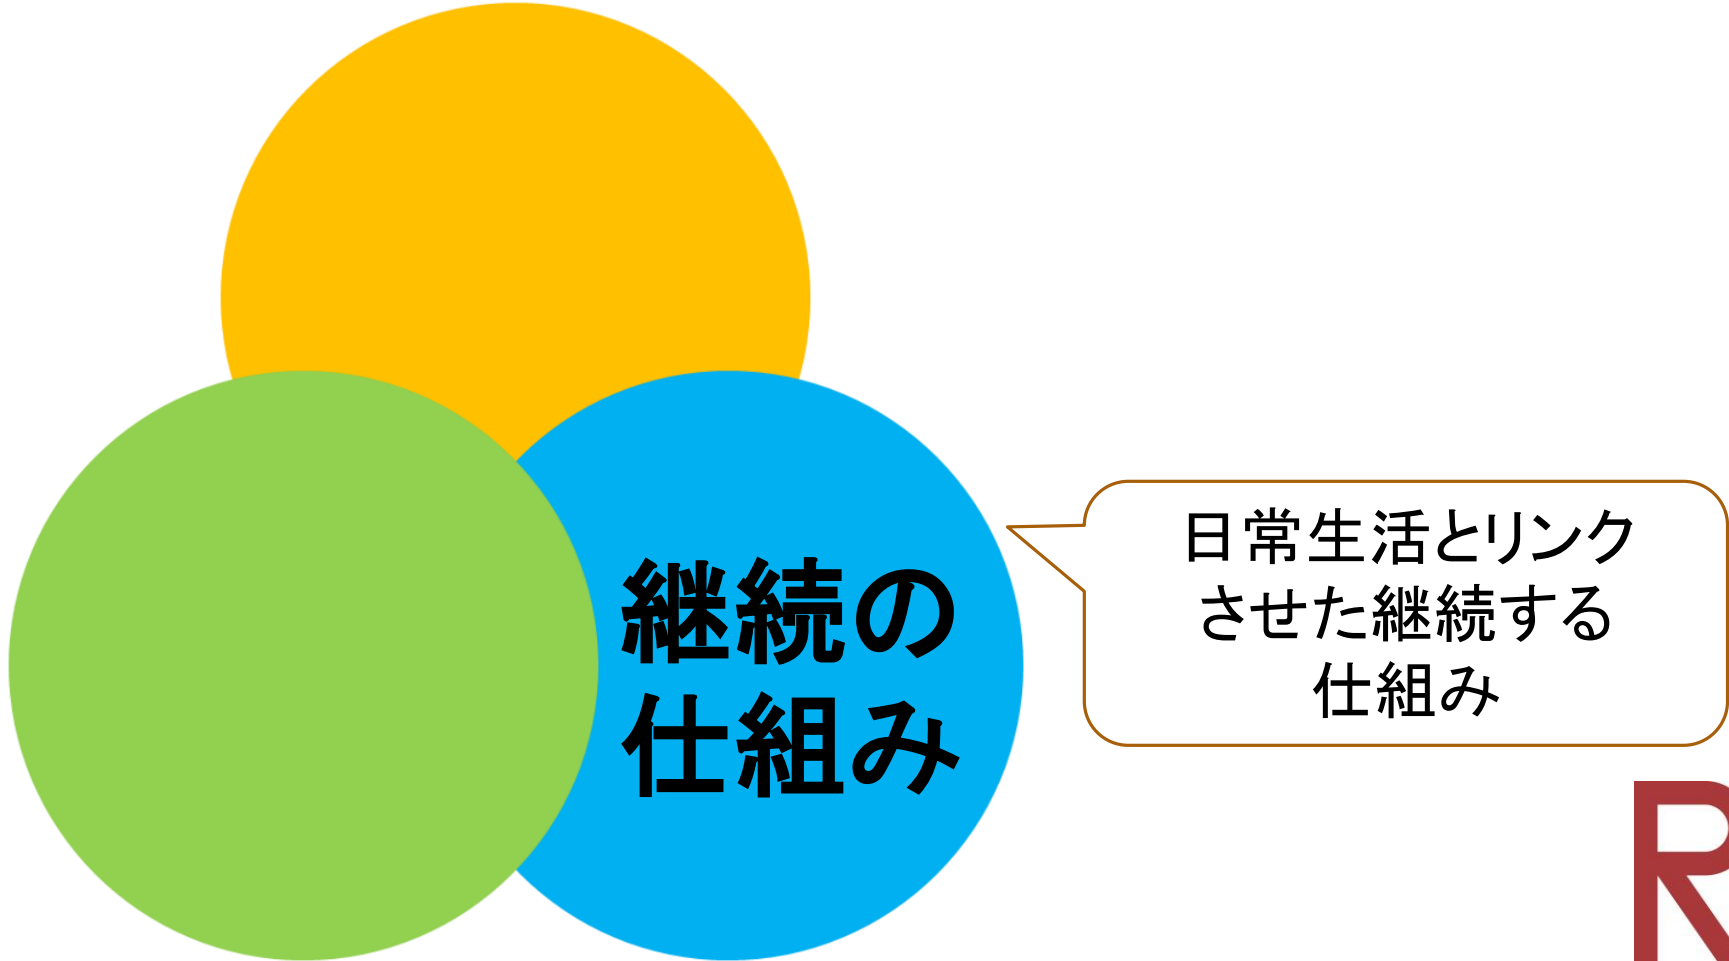 継続の
仕組み
日常生活とリンク
させた継続する
仕組み
R